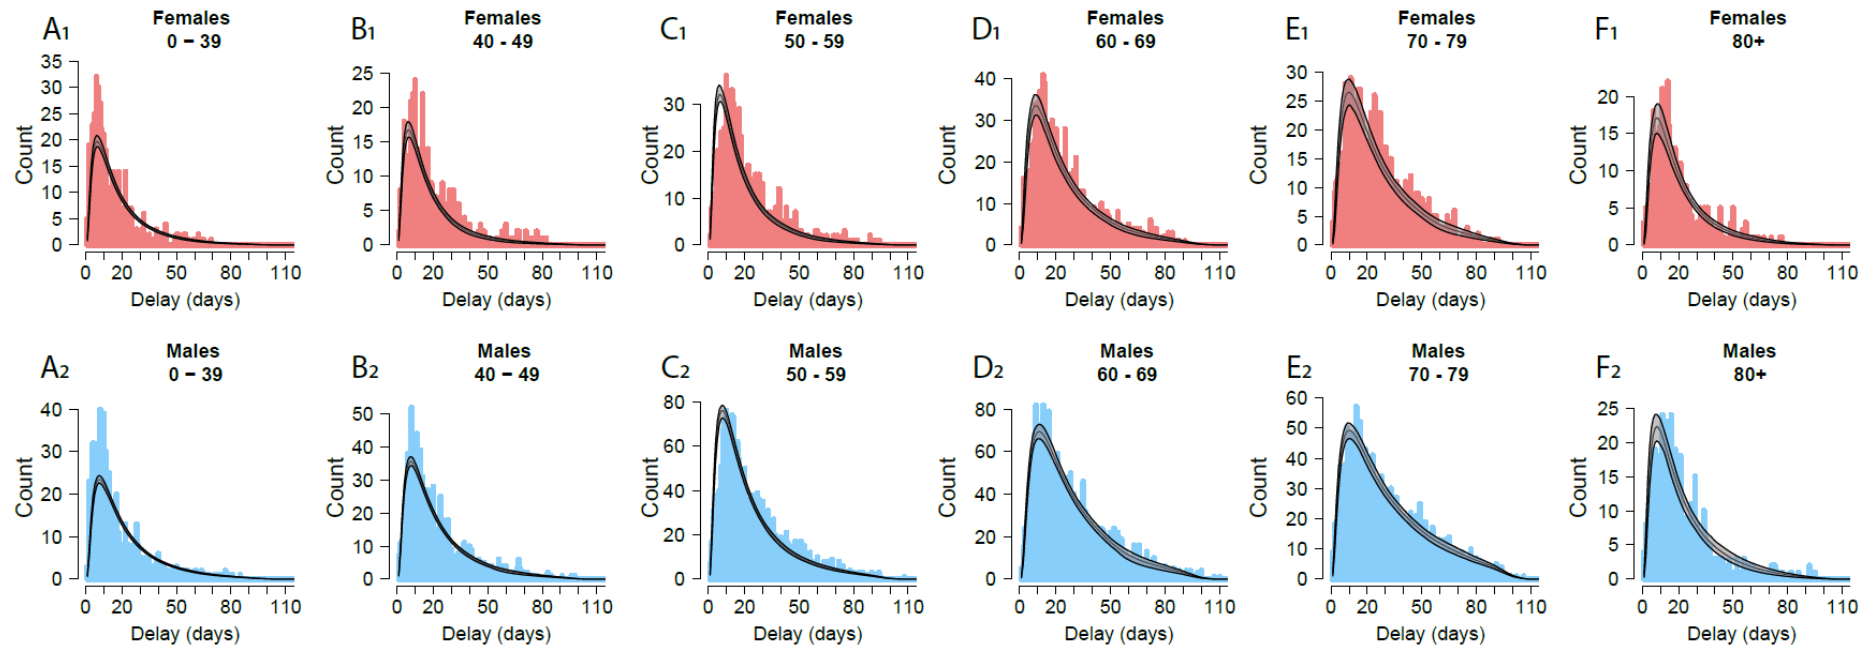 A1
Females
0 – 39
35
30
25
20
15
10
5
0
Count
0 20 50 80 110
Delay (days)
B1
Females
40 - 49
25
20
15
10
5
0
Count
0 20 50 80 110
Delay (days)
C1
Females
50 - 59
30
20
10
0
Count
0 20 50 80 110
Delay (days)
D1
Females
60 - 69
40
30
20
10
0
Count
0 20 50 80 110
Delay (days)
E1
Females
70 - 79
30
25
20
15
10
5
0
Count
0 20 50 80 110
Delay (days)
F1
Females
80+
20
15
10
5
0
Count
0 20 50 80 110
Delay (days)
A2
Males
0 – 39
40
30
20
10
0
Count
0 20 50 80 110
Delay (days)
B2
Males
40 – 49
50
40
30
20
10
0
Count
0 20 50 80 110
Delay (days)
C2
Males
50 - 59
80
60
40
20
0
Count
0 20 50 80 110
Delay (days)
D2
Males
60 - 69
80
60
40
20
0
Count
0 20 50 80 110
Delay (days)
E2
Males
70 - 79
60
50
40
30
20
10
0
Count
0 20 50 80 110
Delay (days)
F2
Males
80+
25
20
15
10
5
0
Count
0 20 50 80 110
Delay (days)